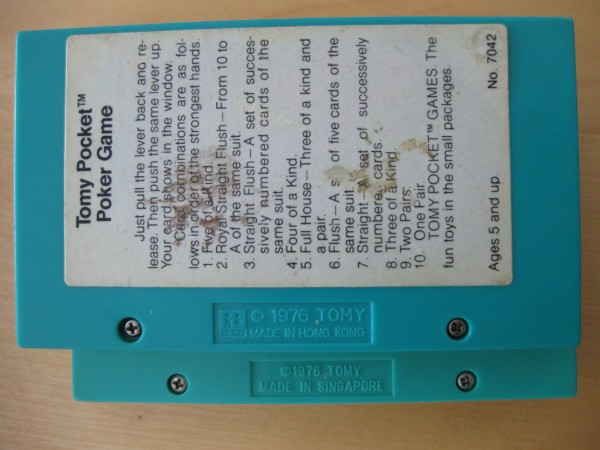 Tomy Pocket™
Poker Game
Just pull the lever back and re-
lease. Then push the same lever up.
Your card shows in the window.
Card combinations are as fol-
lows in order of the strongest hands
1. Five of a Kind.
2. Royal Straight Flush—From 10 to
A of the same suit.
3. Straight Flush—A set of succes-
sively numbered cards of the
same suit.
4. Four of a Kind.
5. Full House—Three of a kind and
a pair.
6. Flush—A s of five cards of the
same suit.
7. Straight—A set of successively
numbered cards.
8. Three of a Kind
9. Two Pairs.
10. One Pair
TOMY POCKET™ GAMES. The
fun toys in the small packages.
Ages 5 and up
No. 7042
© 1976 TOMY
MADE IN HONG KONG
©1976 TOMY
MADE IN SINGAPORE